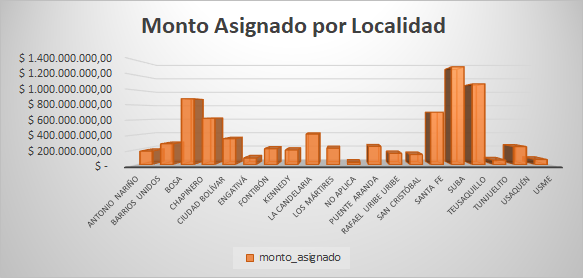 Monto Asignado por Localidad
$ 1.400.000.000,00
$ 1.200.000.000,00
$ 1.000.000.000,00
$ 800.000.000,00
$ 600.000.000,00
$ 400.000.000,00
$ 200.000.000,00
$ -
ANTONIO NARIÑO
BARRIOS UNIDOS
BOSA
CHAPINERO
CIUDAD BOLÍVAR
ENGATIVÁ
FONTIBÓN
KENNEDY
LA CANDELARIA
LOS MÁRTIRES
NO APLICA
PUENTE ARANDA
RAFAEL URIBE URIBE
SAN CRISTÓBAL
SANTA FE
SUBA
TEUSAQUILLO
TUNJUELITO
USAQUÉN
USME
monto_asignado